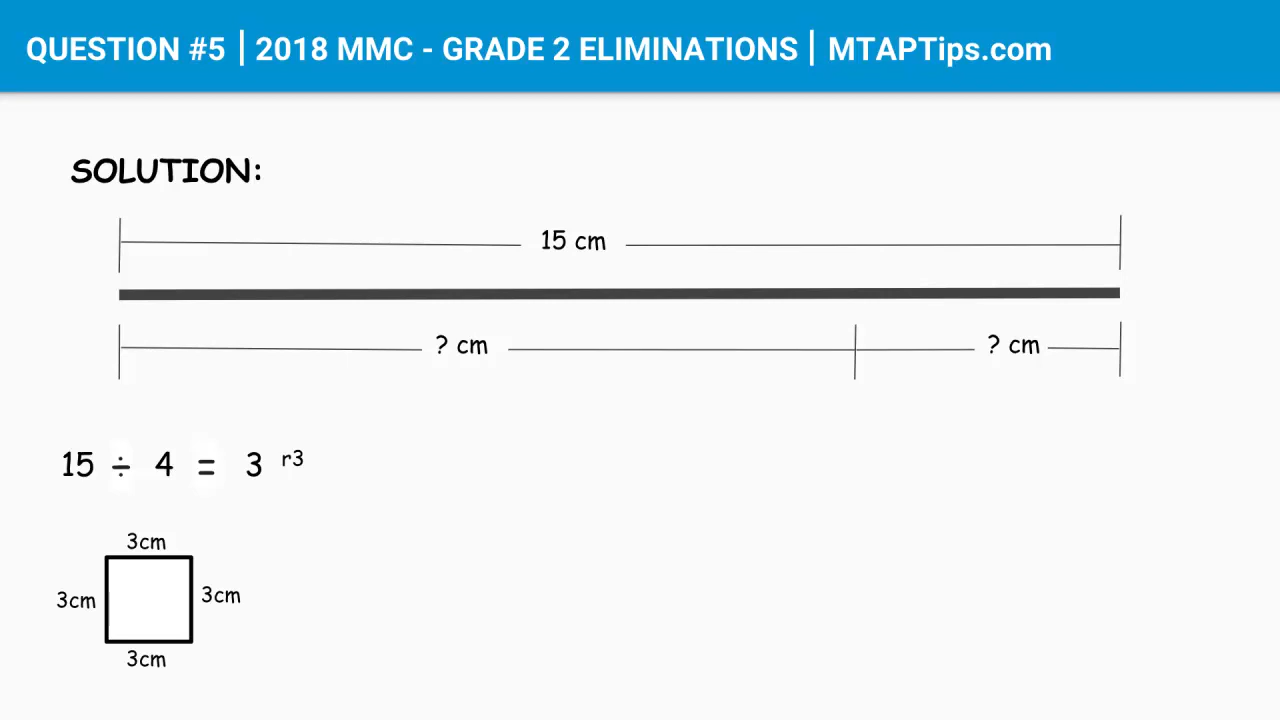 QUESTION #5 | 2018 MMC - GRADE 2 ELIMINATIONS | MTAPTips.com
SOLUTION:
15 cm
? cm ? cm
15 ÷ 4 = 3 r3
3cm
3cm 3cm
3cm